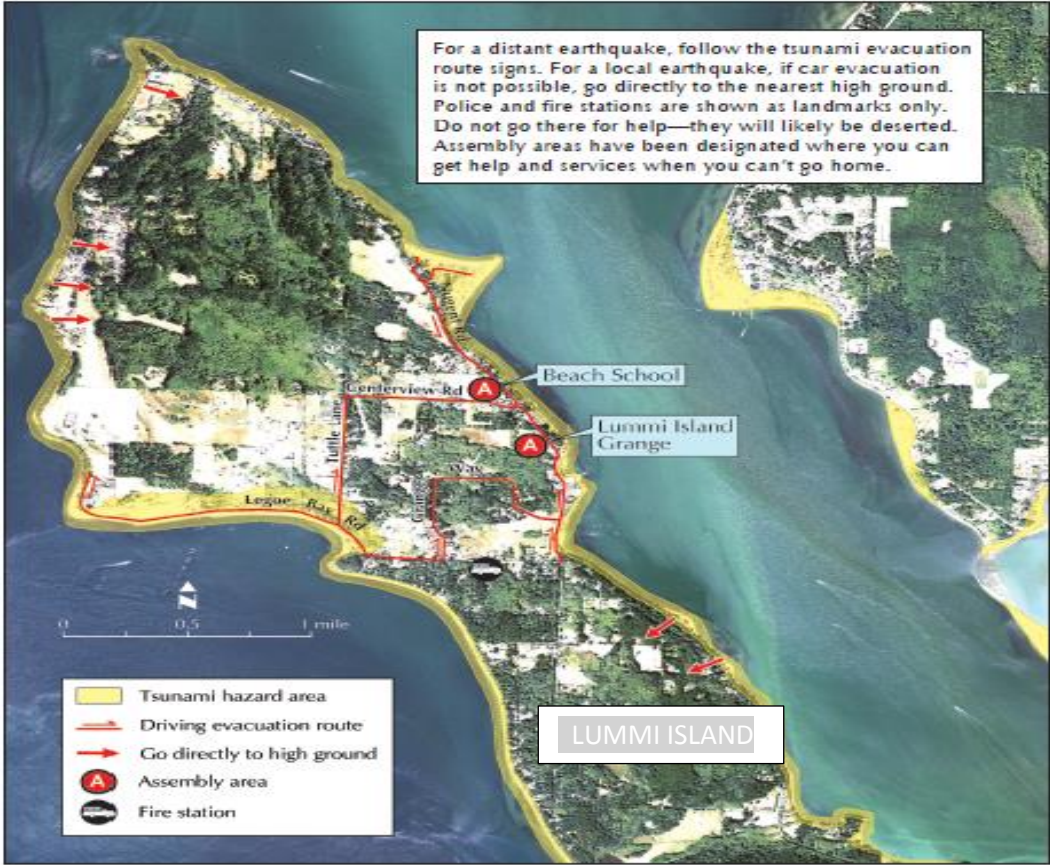 For a distant earthquake, follow the tsunami evacuation
route signs. For a local earthquake, if car evacuation
is not possible, go directly to the nearest high ground.
Police and fire stations are shown as landmarks only.
Do not go there for help—they will likely be deserted.
Assembly areas have been designated where you can
get help and services when you can't go home.
Nugent Rd
A
Beach School
Centerview Rd
Tuttle Lane
A
Lummi Island
Grange
Way
Legoe Bay Rd
N
0 0.5 1 mile
LUMMI ISLAND
Tsunami hazard area
Driving evacuation route
Go directly to high ground
A Assembly area
Fire station